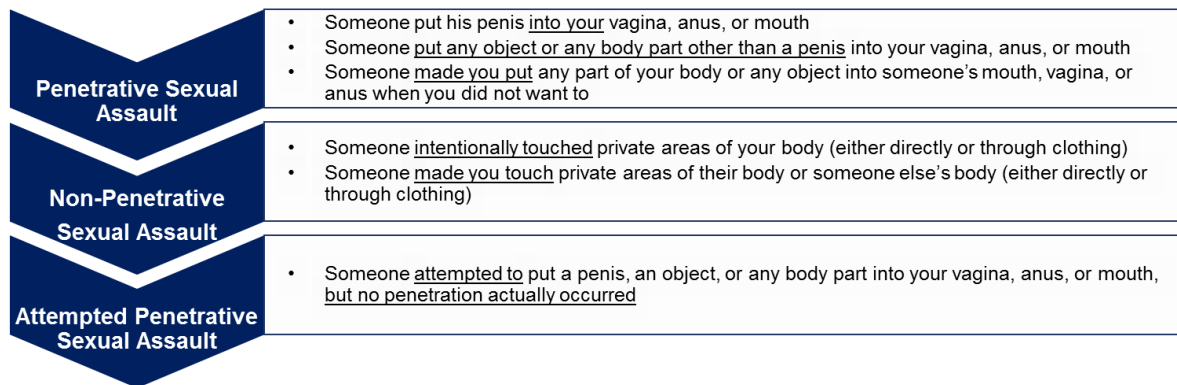 Penetrative Sexual
Assault
• Someone put his penis into your vagina, anus, or mouth
• Someone put any object or any body part other than a penis into your vagina, anus, or mouth
• Someone made you put any part of your body or any object into someone's mouth, vagina, or
anus when you did not want to
Non-Penetrative
Sexual Assault
• Someone intentionally touched private areas of your body (either directly or through clothing)
• Someone made you touch private areas of their body or someone else's body (either directly or
through clothing)
Attempted Penetrative
Sexual Assault
• Someone attempted to put a penis, an object, or any body part into your vagina, anus, or mouth,
but no penetration actually occurred